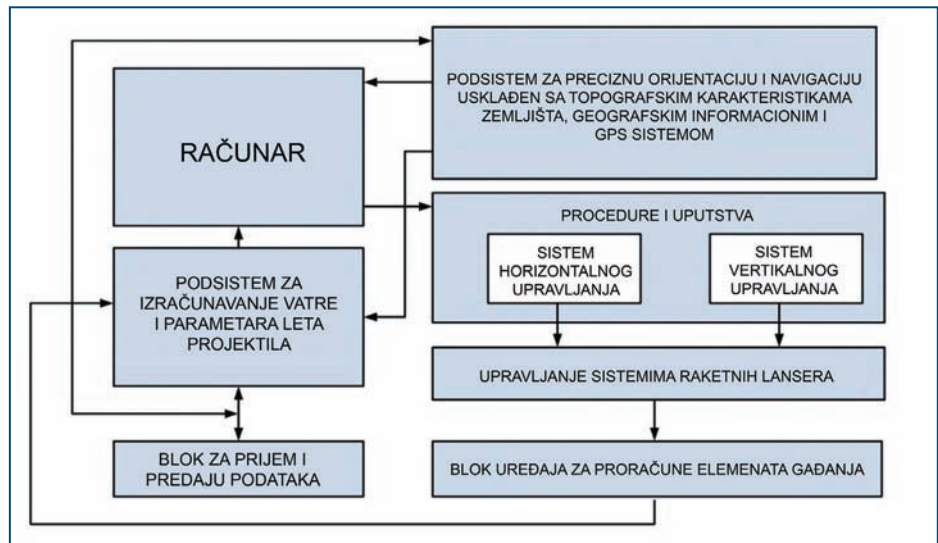 RAČUNAR
PODSISTEM ZA PRECIZNU ORIJENTACIJU I NAVIGACIJU
USKLAĐEN SA TOPOGRAFSKIM KARAKTERISTIKAMA
ZEMLJIŠTA, GEOGRAFSKIM INFORMACIONIM I
GPS SISTEMOM
PROCEDURE I UPUTSTVA
SISTEM
HORIZONTALNOG
UPRAVLJANJA
SISTEM
VERTIKALNOG
UPRAVLJANJA
PODSISTEM ZA
IZRAČUNAVANJE VATRE
I PARAMETARA LETA
PROJEKTILA
UPRAVLJANJE SISTEMIMA RAKETNIH LANSERA
BLOK ZA PRIJEM I
PREDAJU PODATAKA
BLOK UREĐAJA ZA PRORAČUNE ELEMENATA GAĐANJA